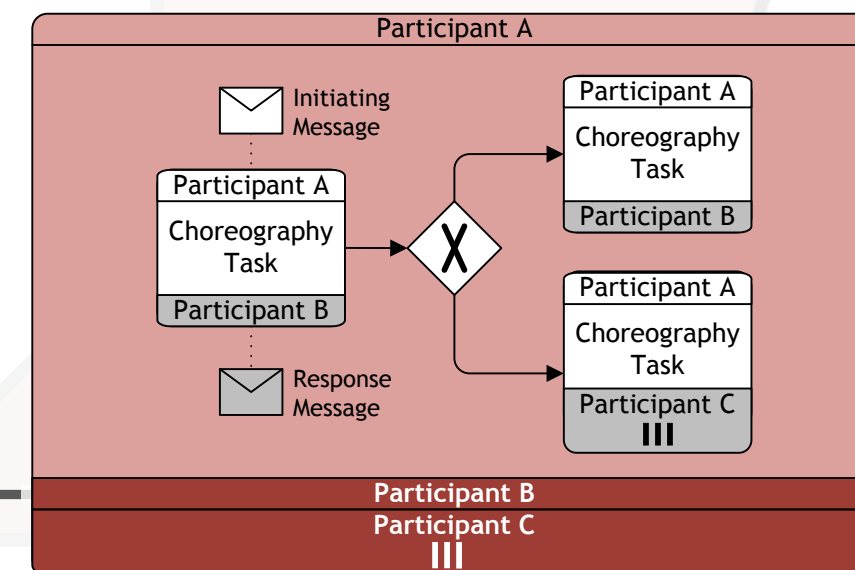 Participant A
Initiating
Message
Participant A
Choreography
Task
Participant B
Response
Message
Participant A
Choreography
Task
Participant B
Participant A
Choreography
Task
Participant C
Participant B
Participant C